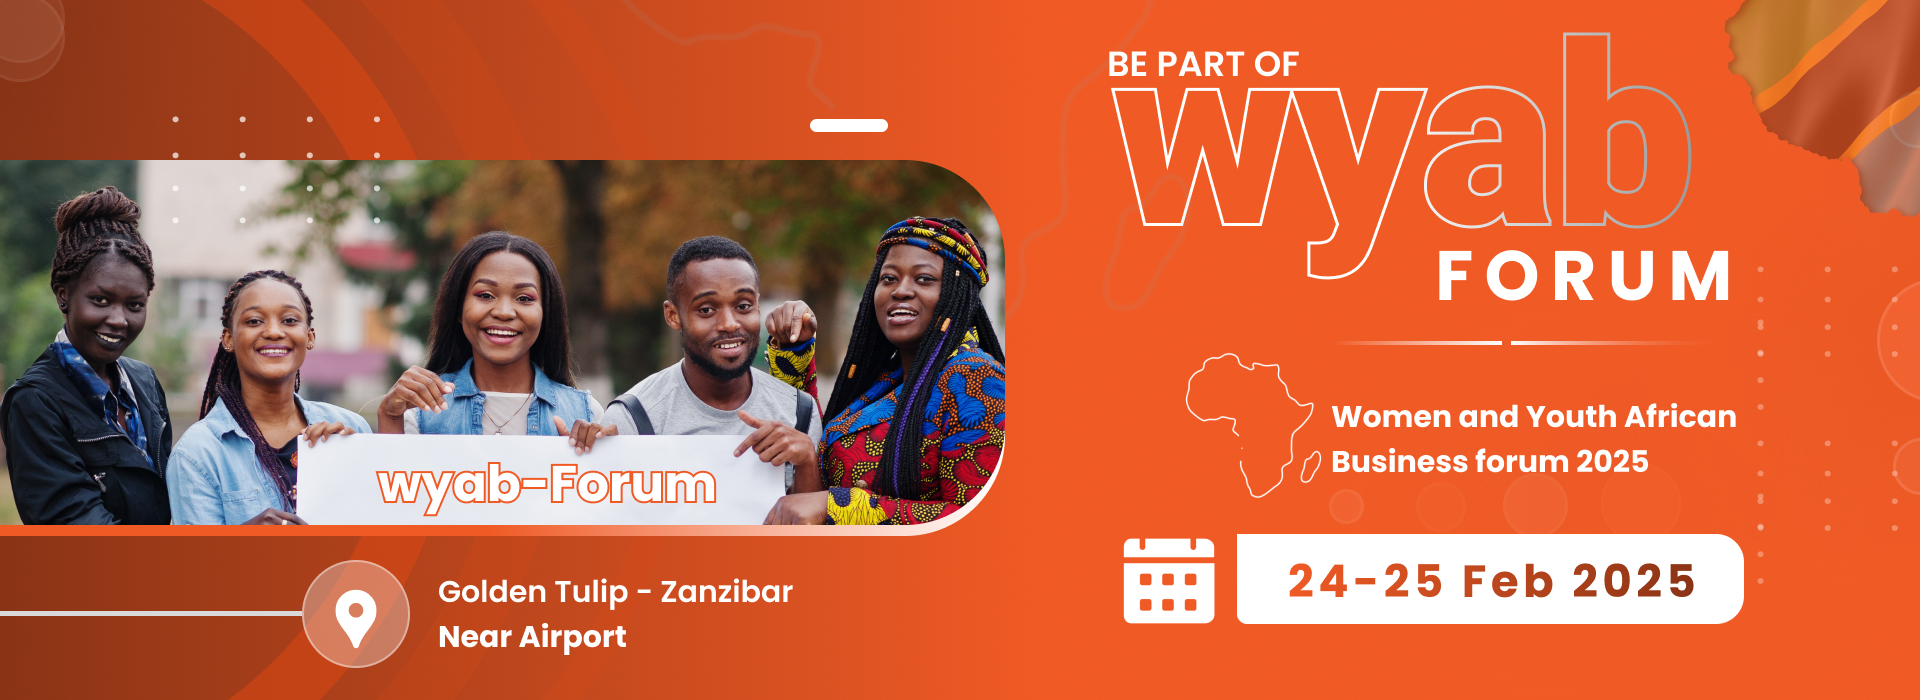 BE PART OF
wyab
FORUM
Women and Youth African
Business forum 2025
24-25 Feb 2025
wyab-Forum
Golden Tulip - Zanzibar
Near Airport